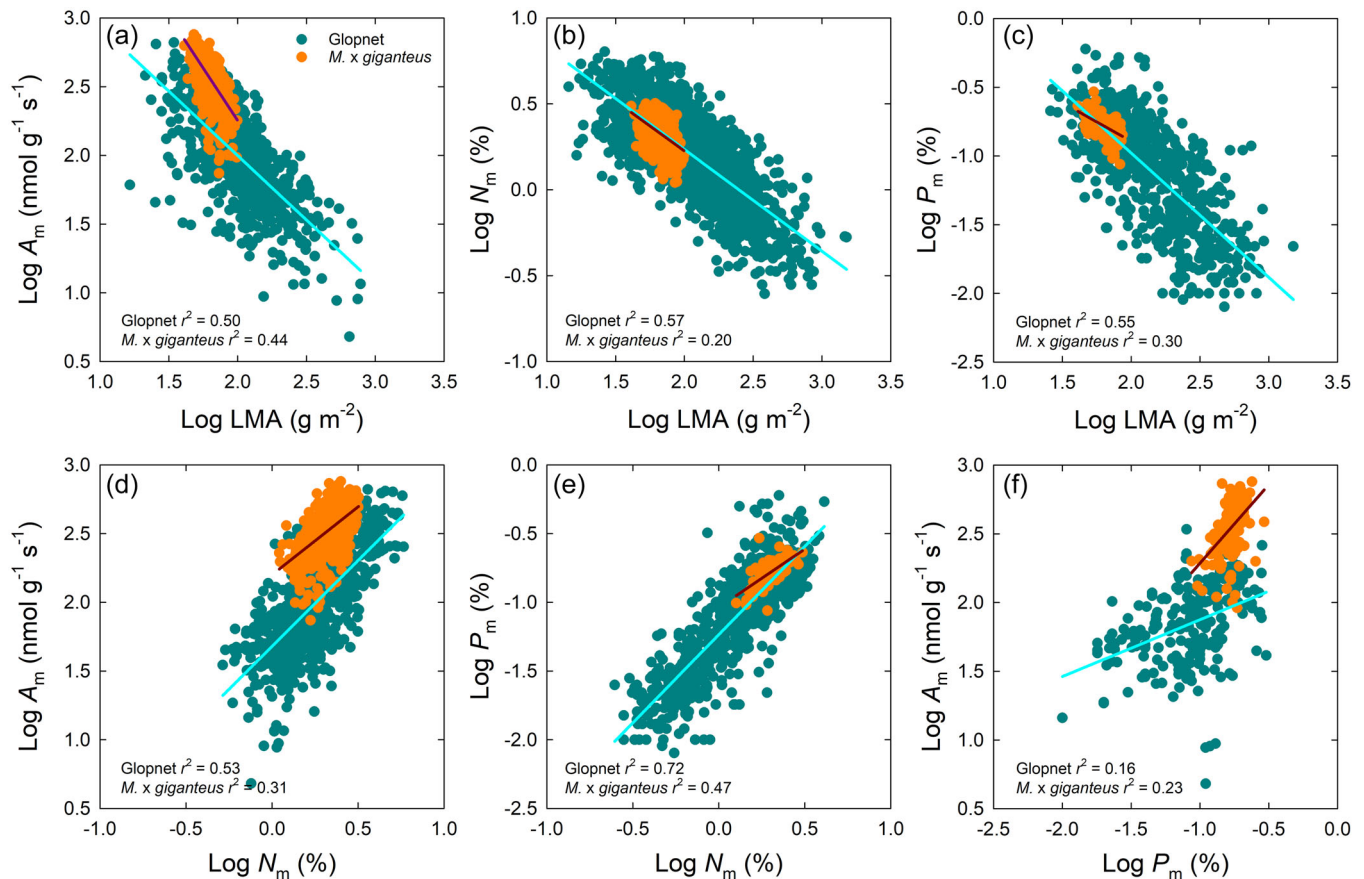 (a)
Glopnet
M. x giganteus
3.0
2.5
2.0
1.5
1.0
0.5
Log Aₘ (nmol g⁻¹ s⁻¹)
Glopnet r² = 0.50
M. x giganteus r² = 0.44
1.0 1.5 2.0 2.5 3.0 3.5
Log LMA (g m⁻²)
(b)
1.0
0.5
0.0
-0.5
-1.0
Log Nₘ (%)
Glopnet r² = 0.57
M. x giganteus r² = 0.20
1.0 1.5 2.0 2.5 3.0 3.5
Log LMA (g m⁻²)
(c)
0.0
-0.5
-1.0
-1.5
-2.0
-2.5
Log Pₘ (%)
Glopnet r² = 0.55
M. x giganteus r² = 0.30
1.0 1.5 2.0 2.5 3.0 3.5
Log LMA (g m⁻²)
(d)
3.0
2.5
2.0
1.5
1.0
0.5
Log Aₘ (nmol g⁻¹ s⁻¹)
Glopnet r² = 0.53
M. x giganteus r² = 0.31
-1.0 -0.5 0.0 0.5 1.0
Log Nₘ (%)
(e)
0.0
-0.5
-1.0
-1.5
-2.0
-2.5
Log Pₘ (%)
Glopnet r² = 0.72
M. x giganteus r² = 0.47
-1.0 -0.5 0.0 0.5 1.0
Log Nₘ (%)
(f)
3.0
2.5
2.0
1.5
1.0
0.5
Log Aₘ (nmol g⁻¹ s⁻¹)
Glopnet r² = 0.16
M. x giganteus r² = 0.23
-2.5 -2.0 -1.5 -1.0 -0.5 0.0
Log Pₘ (%)